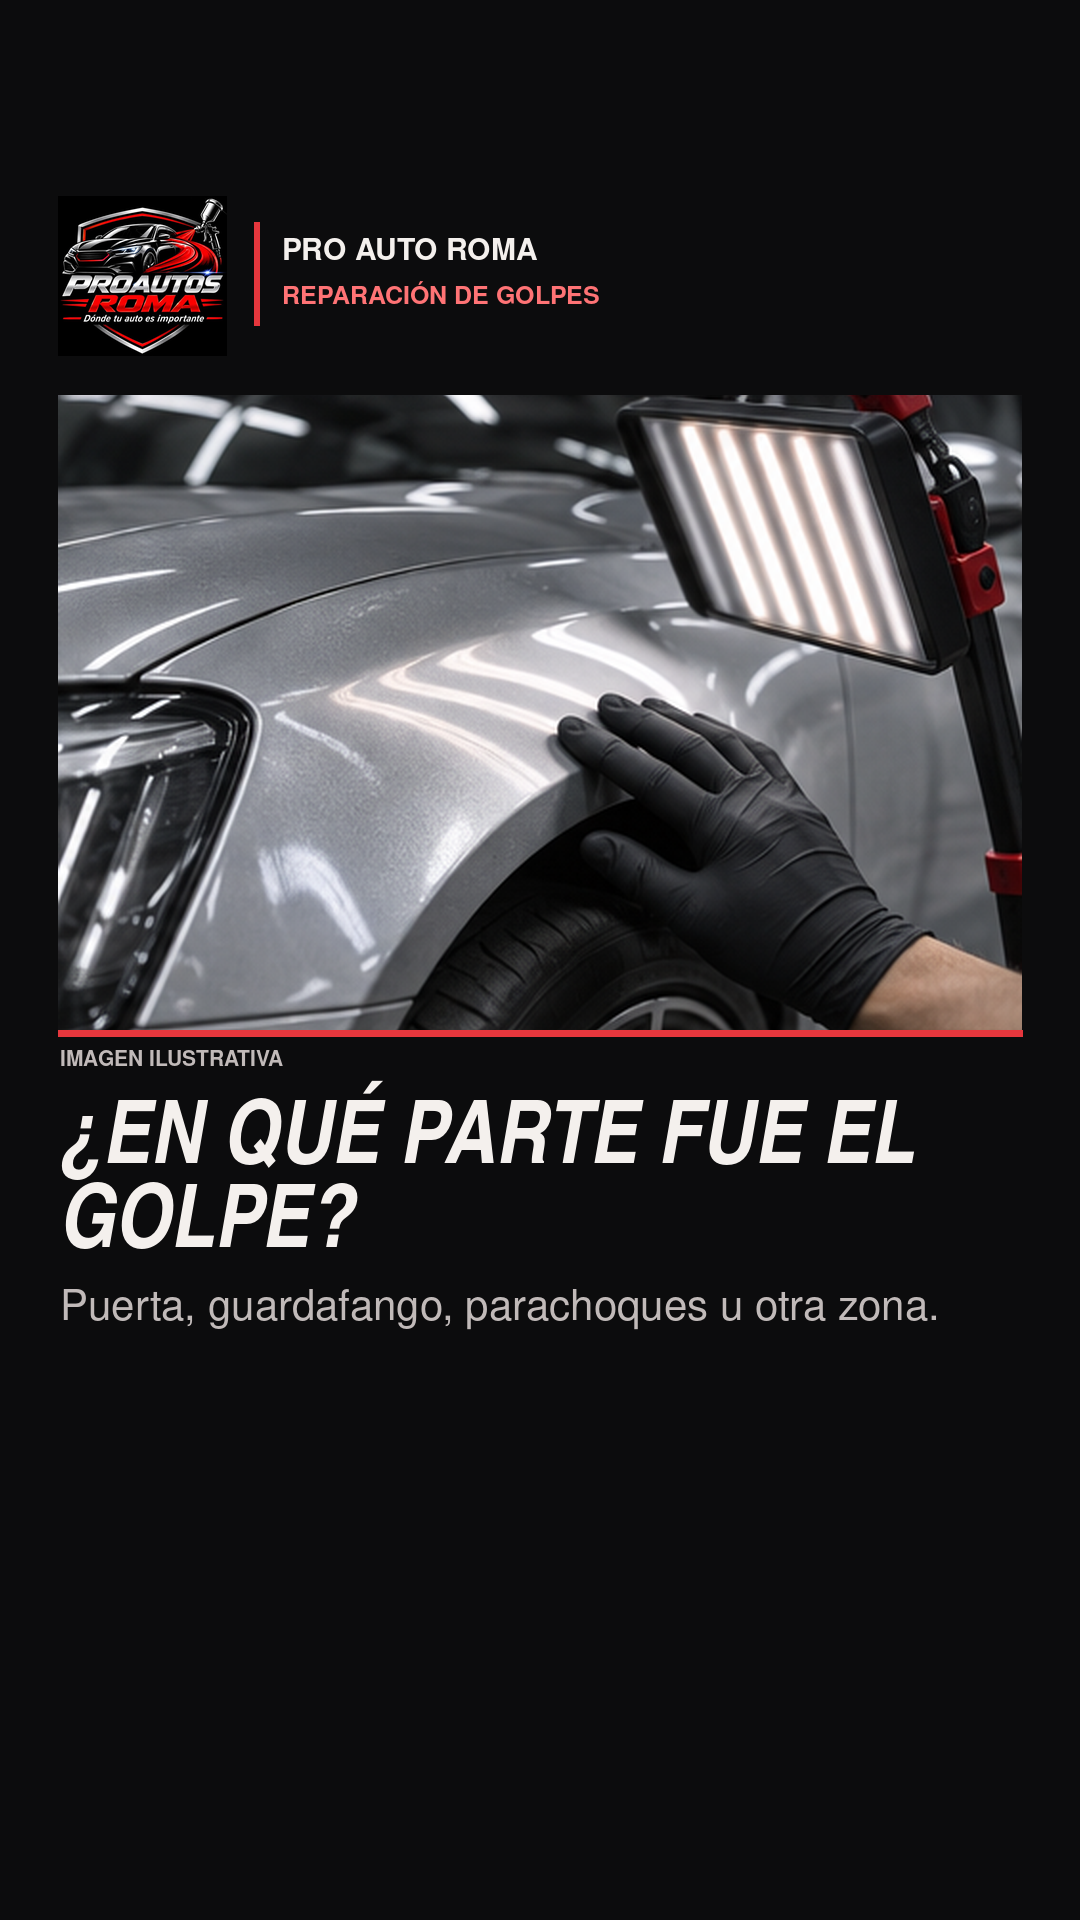 PROAUTOS
ROMA
Dónde tu auto es importante
PRO AUTO ROMA
REPARACIÓN DE GOLPES
IMAGEN ILUSTRATIVA
¿EN QUÉ PARTE FUE EL
GOLPE?
Puerta, guardafango, parachoques u otra zona.